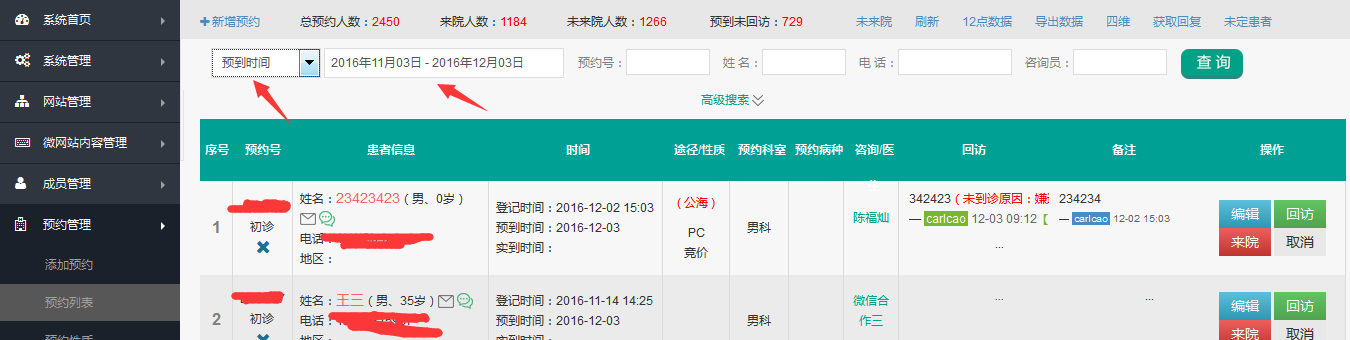 系统首页
系统管理
网站管理
微网站内容管理
成员管理
预约管理
添加预约
预约列表
预约性质
新增预约 总预约人数：2450 来院人数：1184 未来院人数：1266 预到未回访：729 未来院 刷新 12点数据 导出数据 四维 获取回复 未定患者
预到时间 2016年11月03日 - 2016年12月03日 预约号： 姓 名： 电 话： 咨询员： 查 询
高级搜索
序号 预约号 患者信息 时间 途径/性质 预约科室 预约病种 咨询/医 回访 备注 操作
1
初诊
姓名：23423423（男、0岁）
电话
地区：
登记时间：2016-12-02 15:03
预到时间：2016-12-03
实到时间：
（公海）
PC
竞价
男科
陈福灿
342423（未到诊原因：嫌
— carlcao 12-03 09:12【
...
234234
— carlcao 12-02 15:03
编辑 回访
来院 取消
2
初诊
姓名：王三（男、35岁）
电话：
地区：
登记时间：2016-11-14 14:25
预到时间：2016-12-03
实到时间：
男科
微信合
作三
...
...
编辑 回访
来院 取消